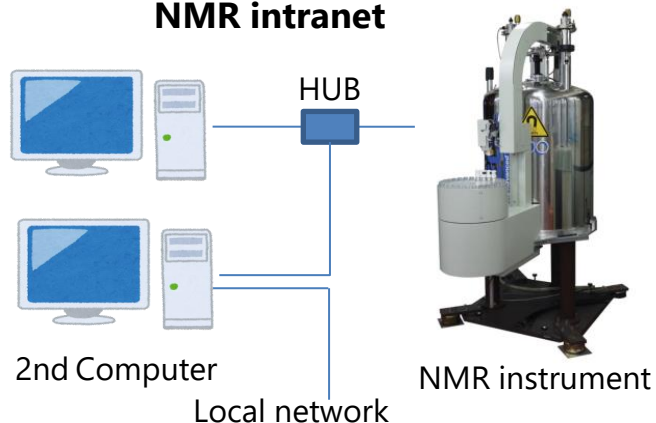 NMR intranet
HUB
2nd Computer
NMR instrument
Local network